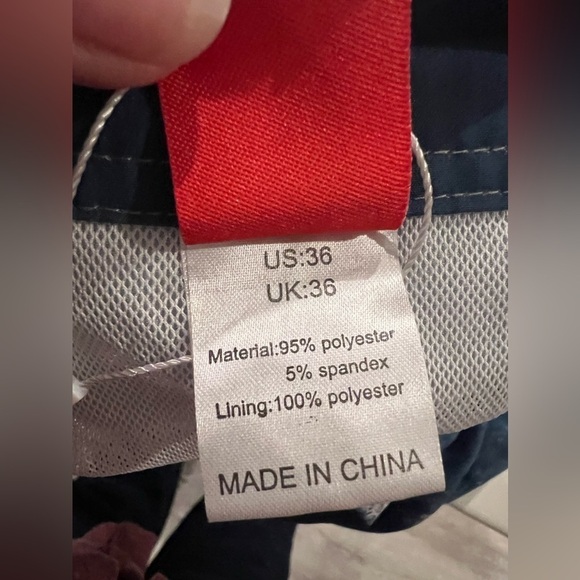 US:36
UK:36
Material:95% polyester
5% spandex
Lining:100% polyester
MADE IN CHINA